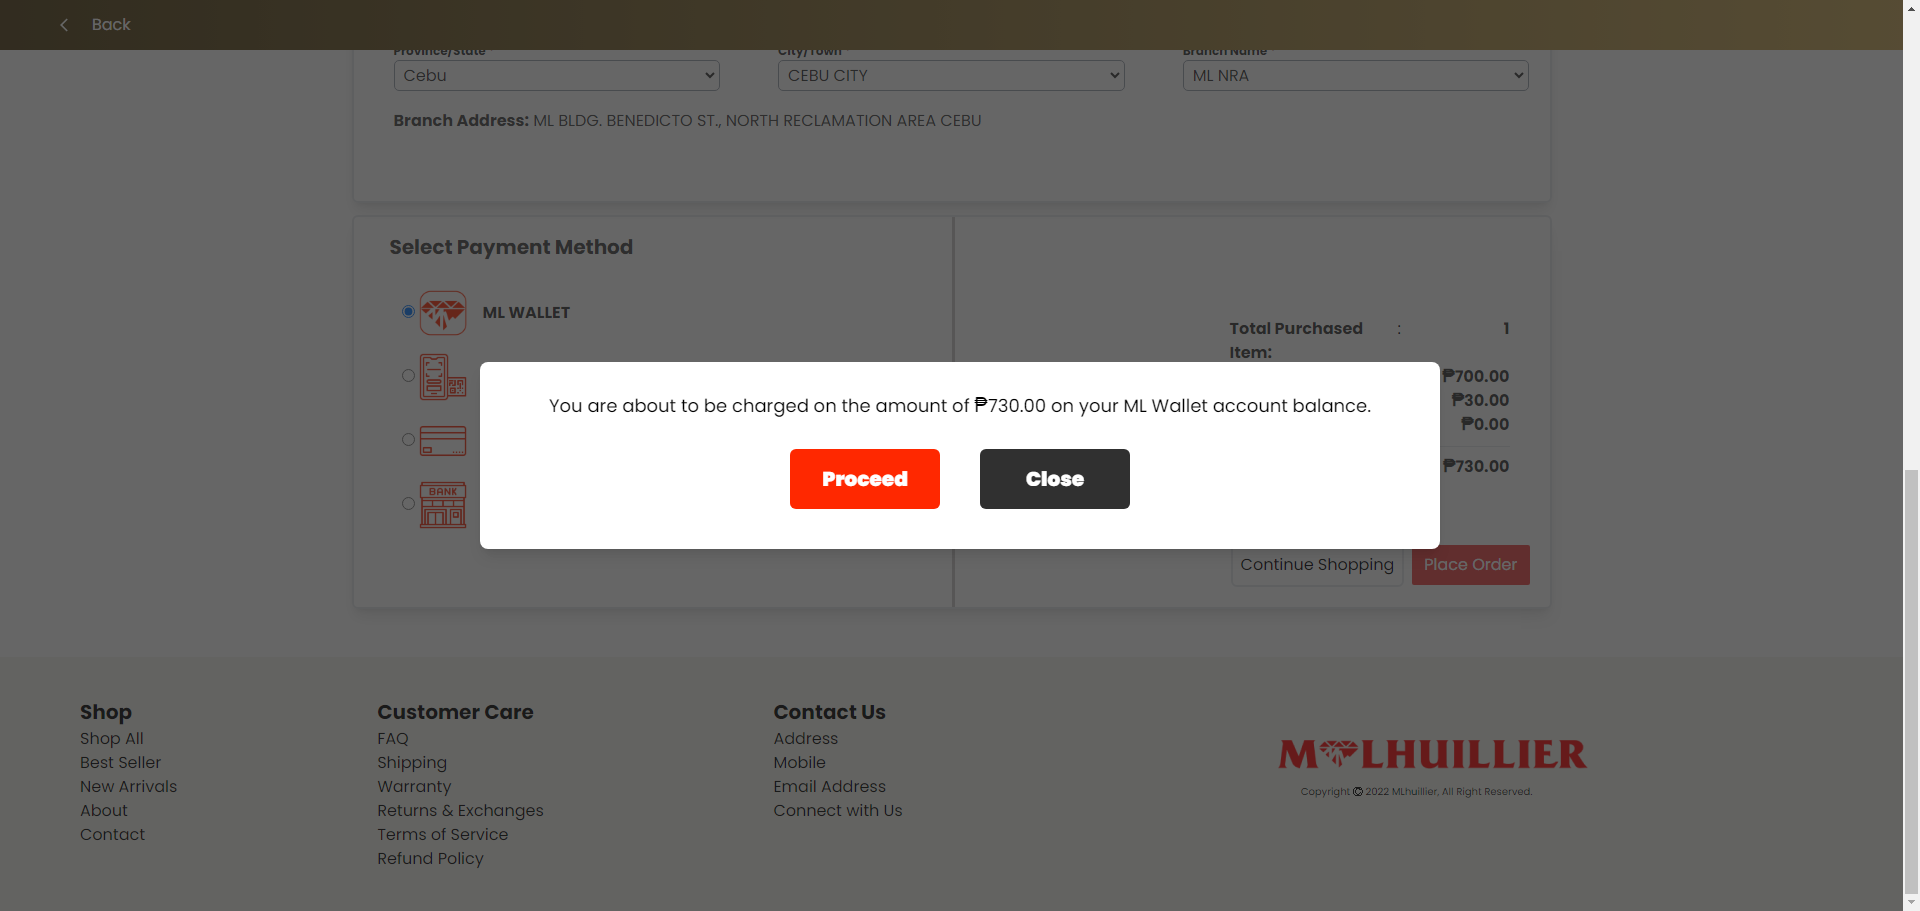 Back
Province/State
City/Town
Branch Name
Cebu
CEBU CITY
ML NRA
Branch Address: ML BLDG. BENEDICTO ST., NORTH RECLAMATION AREA CEBU
Select Payment Method
ML WALLET
BANK
Total Purchased : 1
Item:
₱700.00
₱30.00
₱0.00
₱730.00
You are about to be charged on the amount of ₱730.00 on your ML Wallet account balance.
Proceed
Close
Continue Shopping
Place Order
Shop
Shop All
Best Seller
New Arrivals
About
Contact
Customer Care
FAQ
Shipping
Warranty
Returns & Exchanges
Terms of Service
Refund Policy
Contact Us
Address
Mobile
Email Address
Connect with Us
M LHUILLIER
Copyright © 2022 MLhuillier, All Right Reserved.